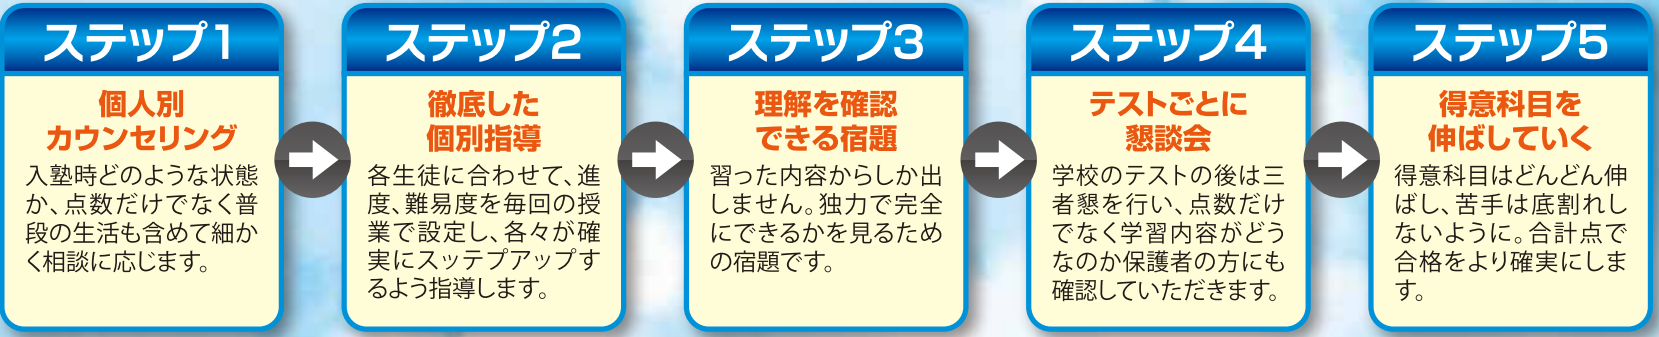 ステップ1
個人別
カウンセリング
入塾時どのような状態
か、点数だけでなく普
段の生活も含めて細か
く相談に応じます。
ステップ2
徹底した
個別指導
各生徒に合わせて、進
度、難易度を毎回の授
業で設定し、各々が確
実にスッテプアップす
るよう指導します。
ステップ3
理解を確認
できる宿題
習った内容からしか出
しません。独力で完全
にできるかを見るため
の宿題です。
ステップ4
テストごとに
懇談会
学校のテストの後は三
者懇を行い、点数だけ
でなく学習内容がどう
なのか保護者の方にも
確認していただきます。
ステップ5
得意科目を
伸ばしていく
得意科目はどんどん伸
ばし、苦手は底割れし
ないように。合計点で
合格をより確実にしま
す。